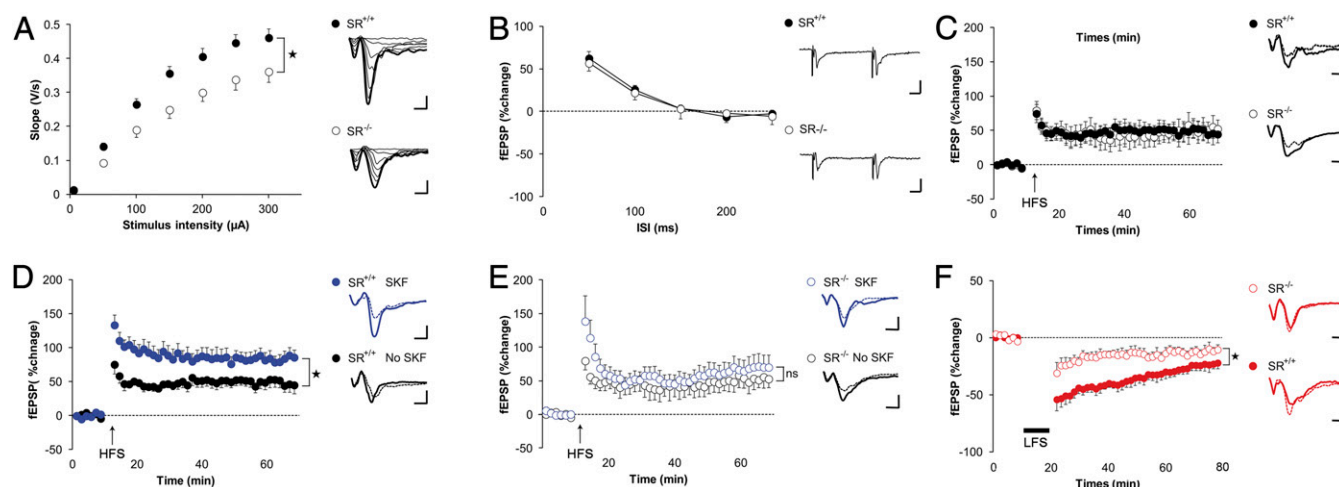 A
Slope (V/s)
0.5
0.4
0.3
0.2
0.1
0
0 100 200 300
Stimulus intensity (µA)
SR+/+
★
SR-/-
B
fEPSP (%change)
100
50
0
-50
-100
0 100 200
ISI (ms)
SR+/+
SR-/-
C
Times (min)
fEPSP (%change)
200
150
100
50
0
-50
HFS
0 20 40 60
Times (min)
SR+/+
SR-/-
D
fEPSP( %chnage)
200
150
100
50
0
-50
HFS
0 20 40 60
Time (min)
★
SR+/+ SKF
SR+/+ No SKF
E
fEPSP (%change)
200
150
100
50
0
-50
HFS
20 40 60
Time (min)
ns
SR-/- SKF
SR-/- No SKF
F
fEPSP (%change)
50
0
-50
-100
LFS
0 20 40 60 80
Times (min)
★
SR-/-
SR+/+